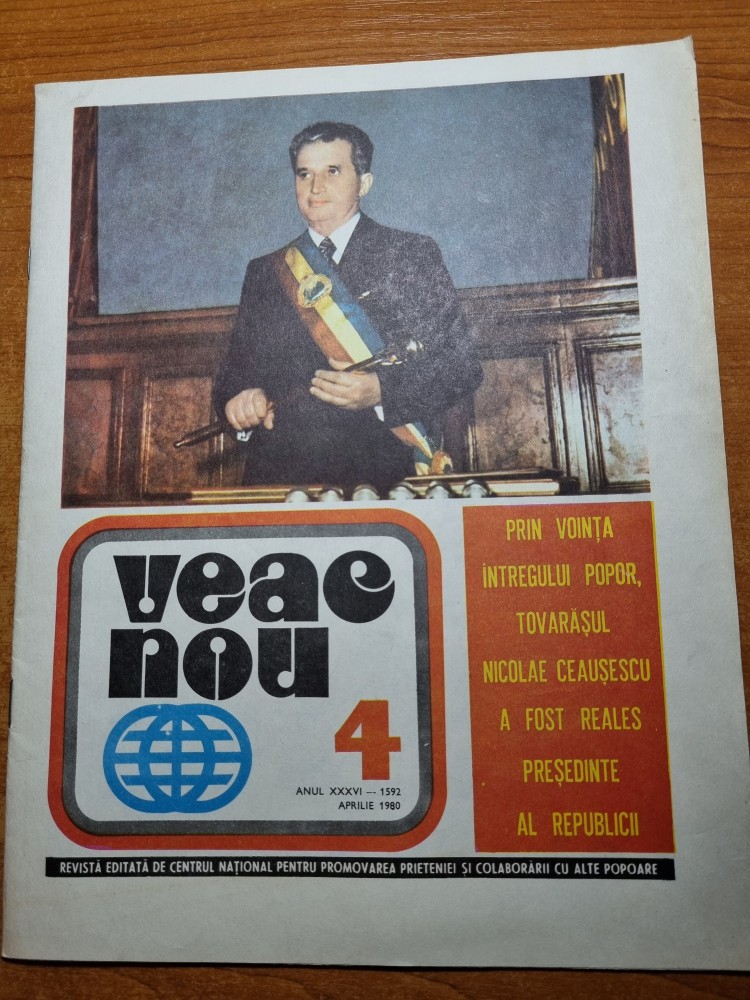 veac
nou
4
ANUL XXXVI — 1592
APRILIE 1980
PRIN VOINȚA
ÎNTREGULUI POPOR,
TOVARĂȘUL
NICOLAE CEAUȘESCU
A FOST REALES
PREȘEDINTE
AL REPUBLICII
REVISTĂ EDITATĂ DE CENTRUL NAȚIONAL PENTRU PROMOVAREA PRIETENIEI ȘI COLABORĂRII CU ALTE POPOARE